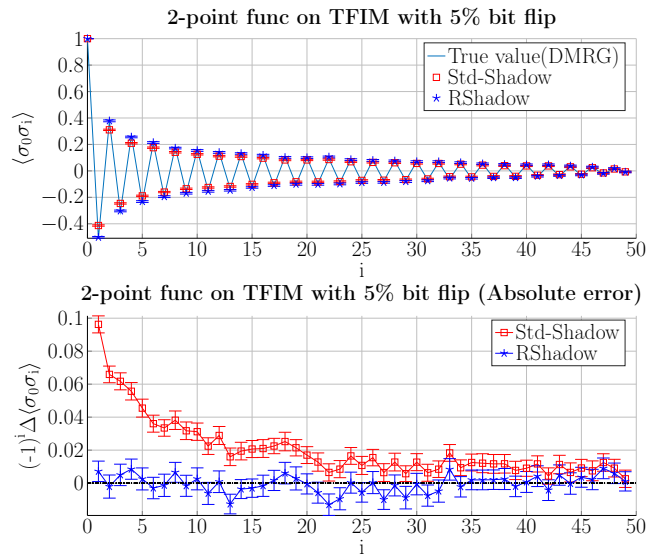 2-point func on TFIM with 5% bit flip
1
0.8
0.6
0.4
0.2
0
−0.2
−0.4
⟨σ₀σᵢ⟩
True value(DMRG)
Std-Shadow
RShadow
0 5 10 15 20 25 30 35 40 45 50
i
2-point func on TFIM with 5% bit flip (Absolute error)
0.1
0.08
0.06
0.04
0.02
0
(-1)ⁱ Δ⟨σ₀σᵢ⟩
Std-Shadow
RShadow
0 5 10 15 20 25 30 35 40 45 50
i